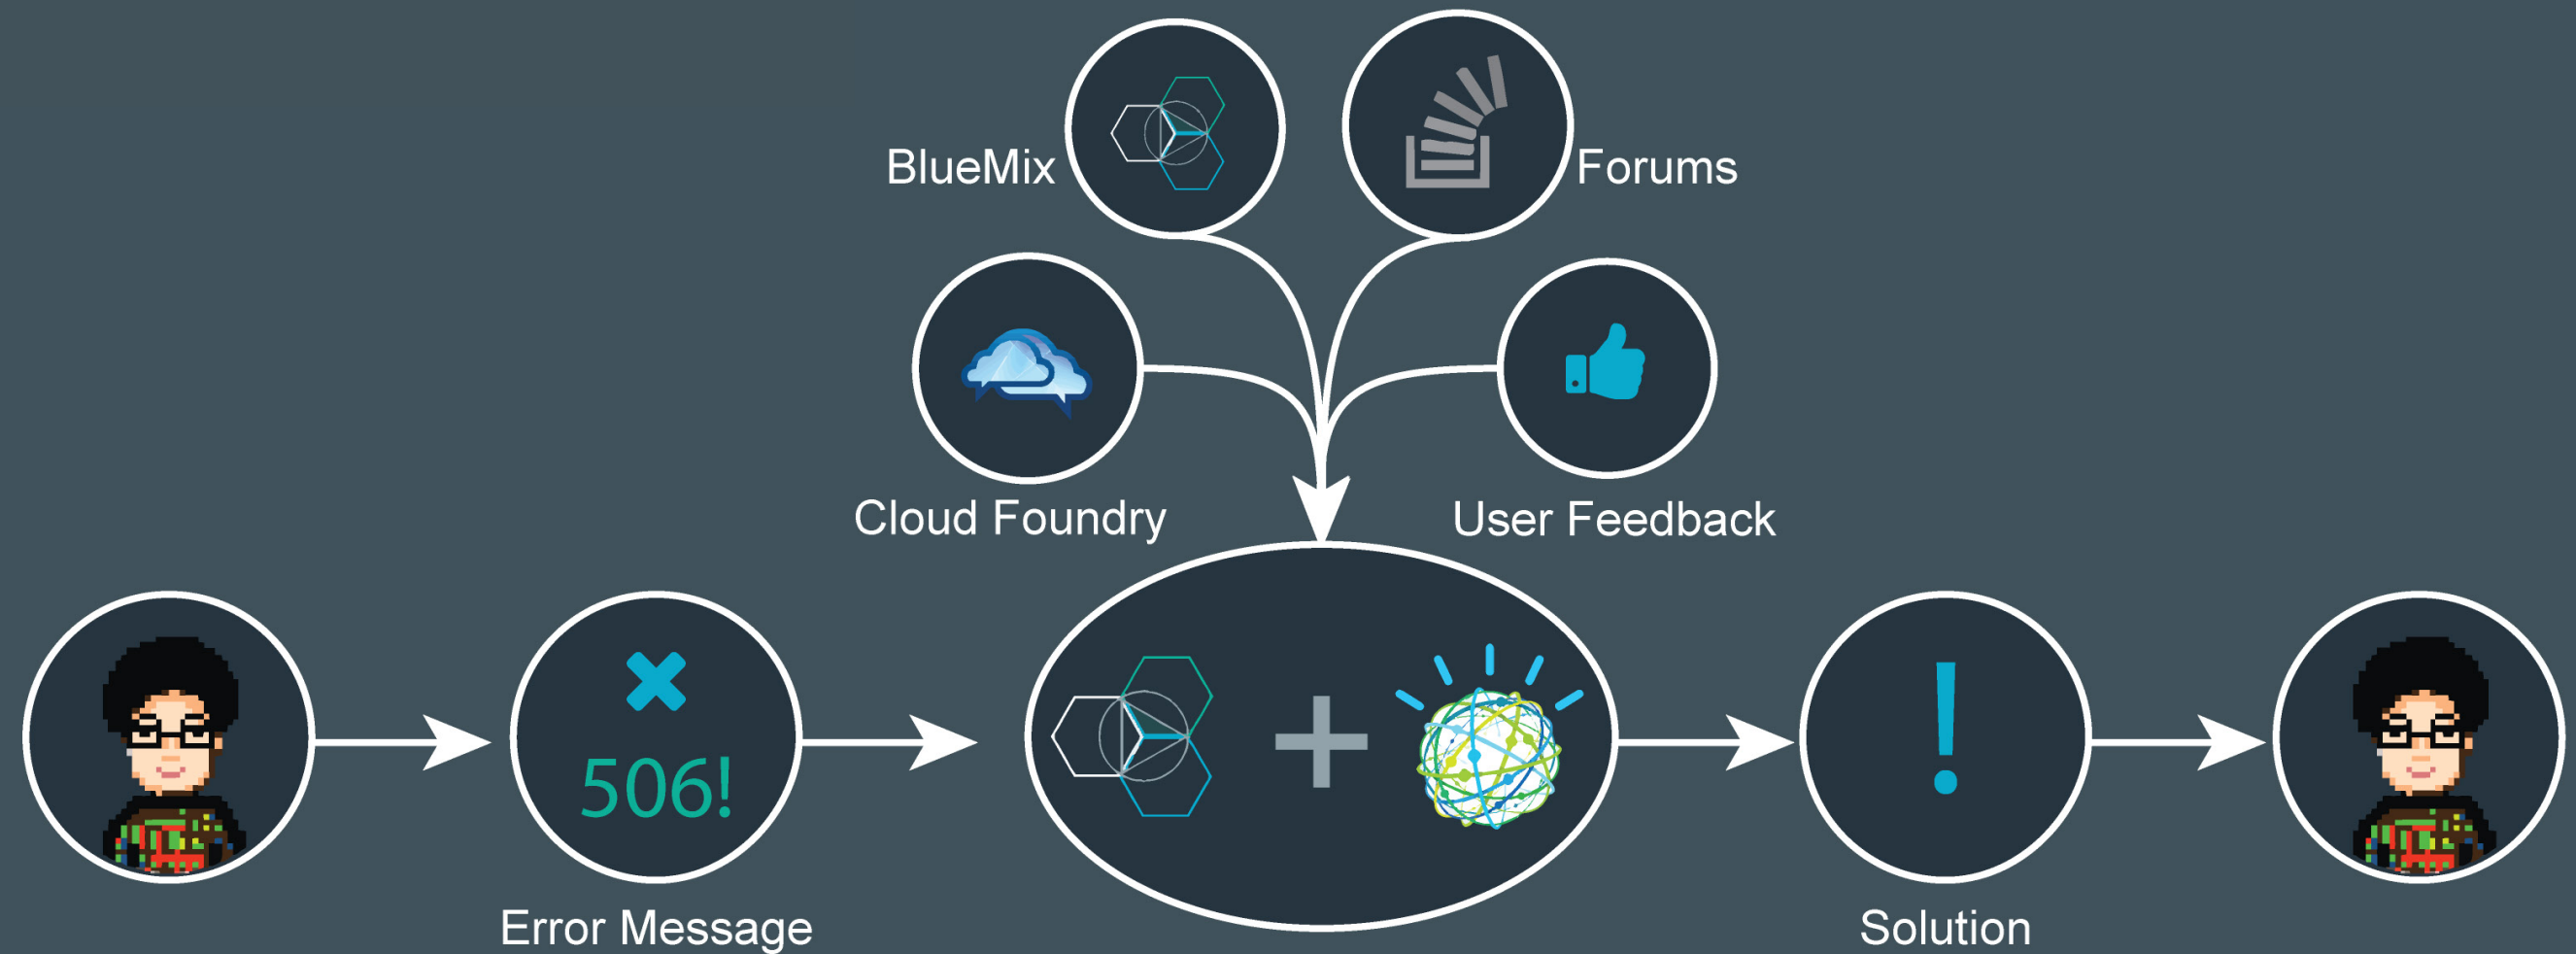 BlueMix
Forums
Cloud Foundry
User Feedback
506!
!
Error Message
Solution